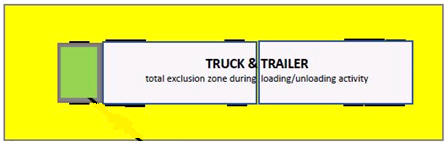 TRUCK & TRAILER
total exclusion zone during loading/unloading activity